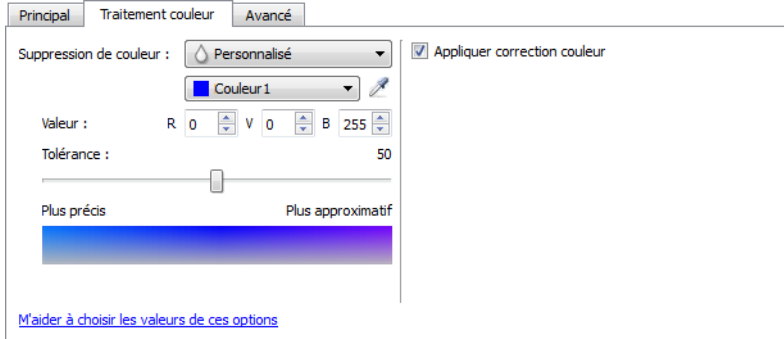 Principal Traitement couleur Avancé
Suppression de couleur : Personnalisé Appliquer correction couleur
Couleur1
Valeur : R 0 V 0 B 255
Tolérance : 50
Plus précis Plus approximatif
M'aider à choisir les valeurs de ces options